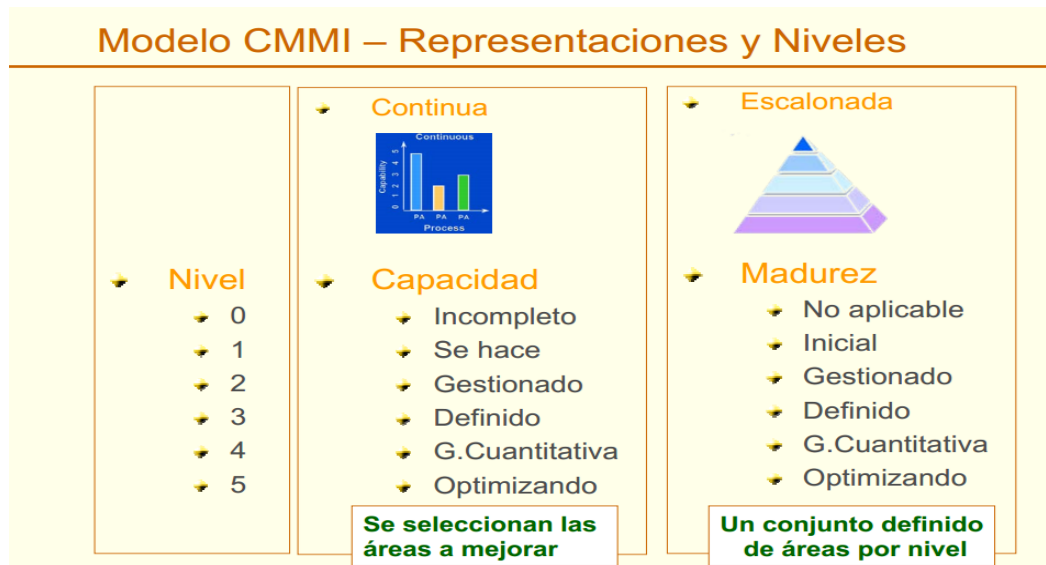 Modelo CMMI – Representaciones y Niveles
Nivel
0
1
2
3
4
5
Continua
Continuous
Capability
0 1 2 3 4 5
PA PA PA
Process
Capacidad
Incompleto
Se hace
Gestionado
Definido
G.Cuantitativa
Optimizando
Se seleccionan las
áreas a mejorar
Escalonada
Madurez
No aplicable
Inicial
Gestionado
Definido
G.Cuantitativa
Optimizando
Un conjunto definido
de áreas por nivel